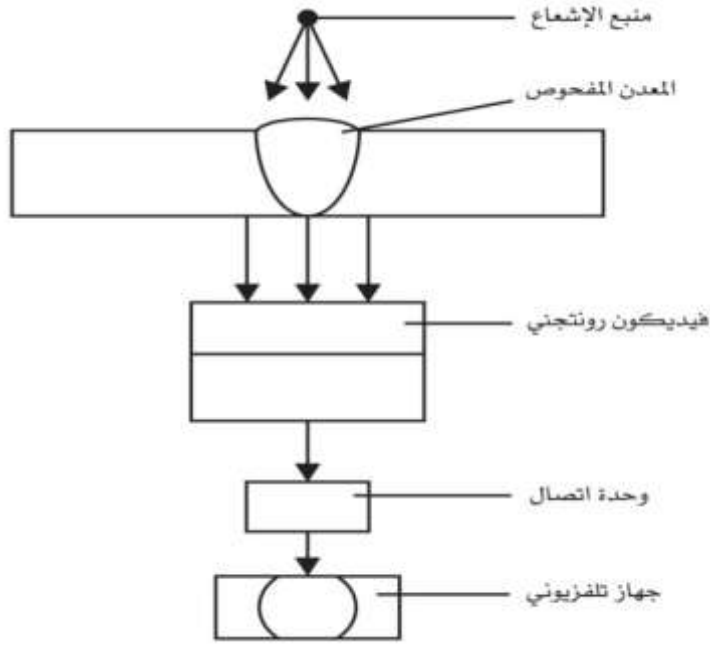 منبع الإشعاع
المعدن المفحوص
فيديكون رونتجني
وحدة اتصال
جهاز تلفزيوني